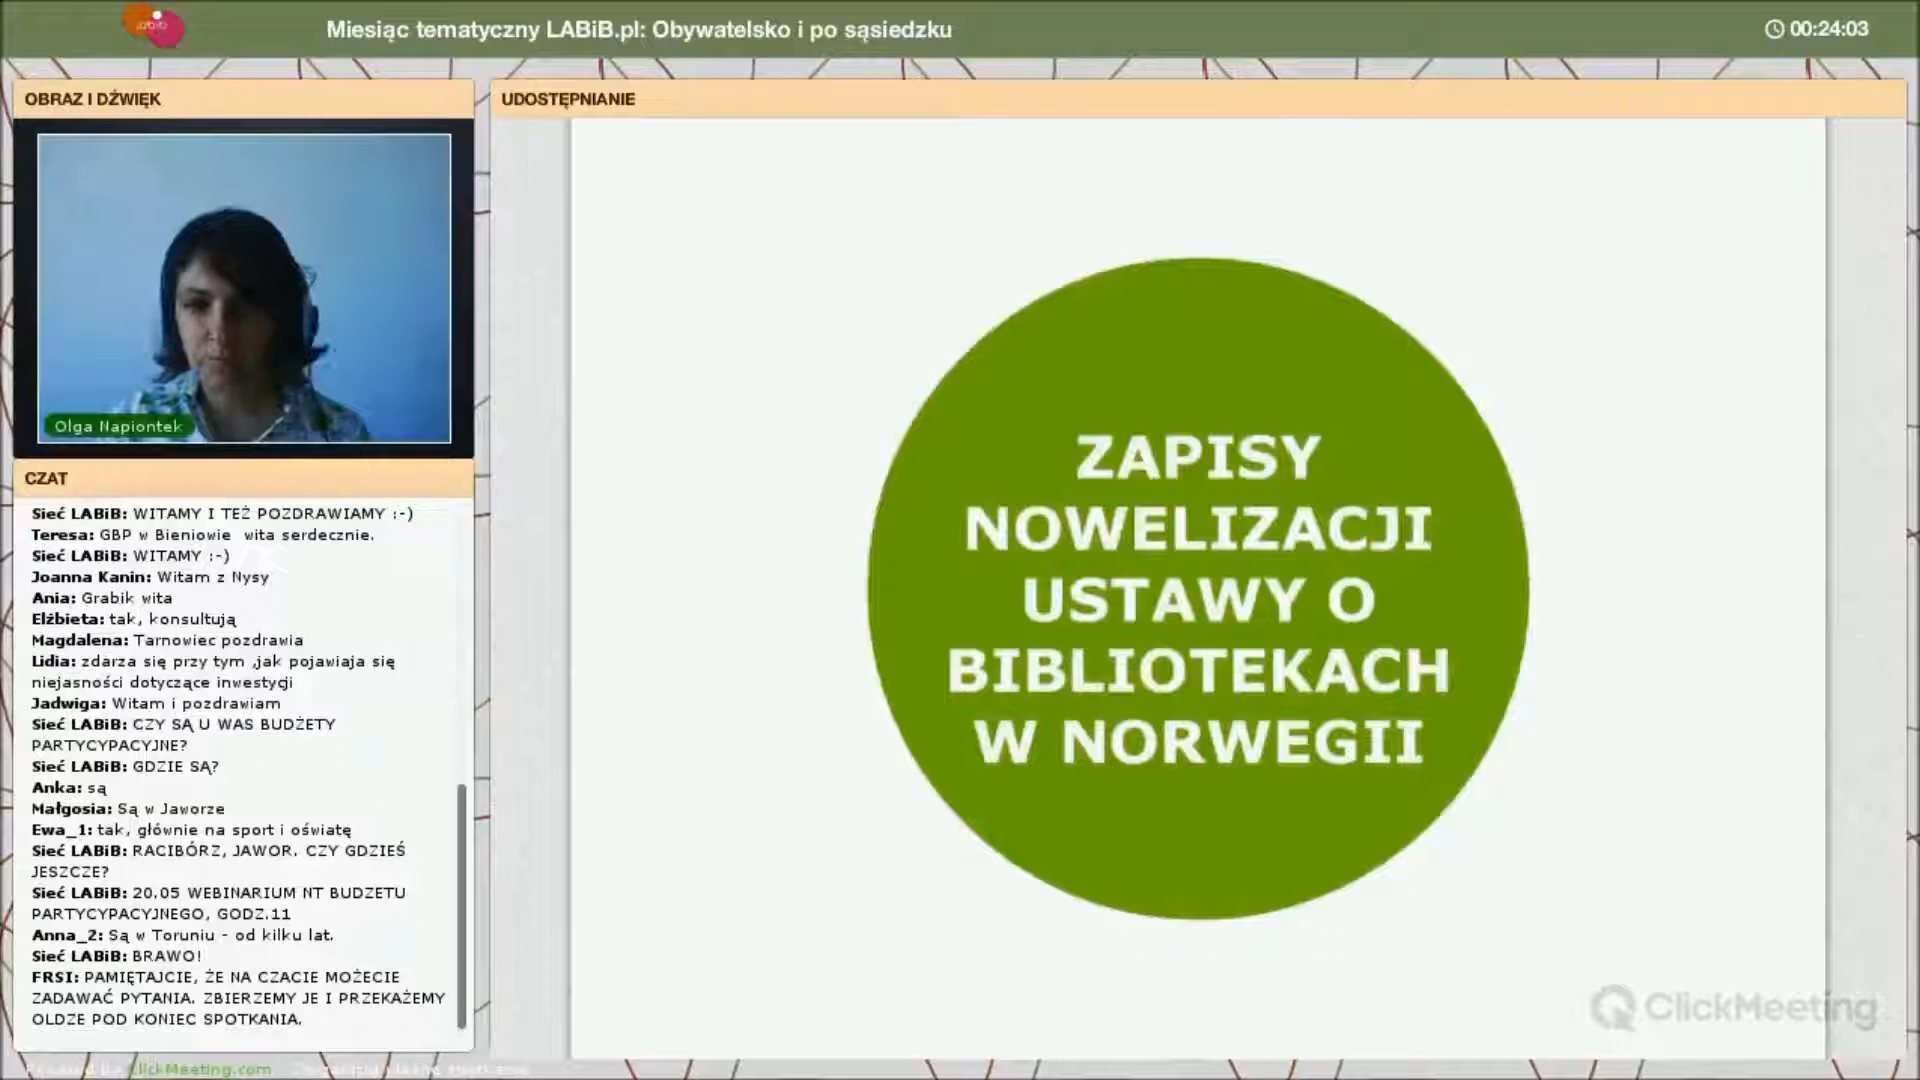 labib
Miesiąc tematyczny LABiB.pl: Obywatelsko i po sąsiedzku
00:24:03
OBRAZ I DŹWIĘK
Olga Napiontek
CZAT
Sieć LABiB: WITAMY I TEŻ POZDRAWIAMY :-)
Teresa: GBP w Bieniowie wita serdecznie.
Sieć LABiB: WITAMY :-)
Joanna Kanin: Witam z Nysy
Ania: Grabik wita
Elżbieta: tak, konsultują
Magdalena: Tarnowiec pozdrawia
Lidia: zdarza się przy tym ,jak pojawiaja się
niejasności dotyczące inwestycji
Jadwiga: Witam i pozdrawiam
Sieć LABiB: CZY SĄ U WAS BUDŻETY
PARTYCYPACYJNE?
Sieć LABiB: GDZIE SĄ?
Anka: są
Małgosia: Są w Jaworze
Ewa_1: tak, głównie na sport i oświatę
Sieć LABiB: RACIBÓRZ, JAWOR. CZY GDZIEŚ
JESZCZE?
Sieć LABiB: 20.05 WEBINARIUM NT BUDZETU
PARTYCYPACYJNEGO, GODZ.11
Anna_2: Są w Toruniu - od kilku lat.
Sieć LABiB: BRAWO!
FRSI: PAMIĘTAJCIE, ŻE NA CZACIE MOŻECIE
ZADAWAĆ PYTANIA. ZBIERZEMY JE I PRZEKAŻEMY
OLDZE POD KONIEC SPOTKANIA.
UDOSTĘPNIANIE
ZAPISY
NOWELIZACJI
USTAWY O
BIBLIOTEKACH
W NORWEGII
ClickMeeting
Powered by ClickMeeting.com